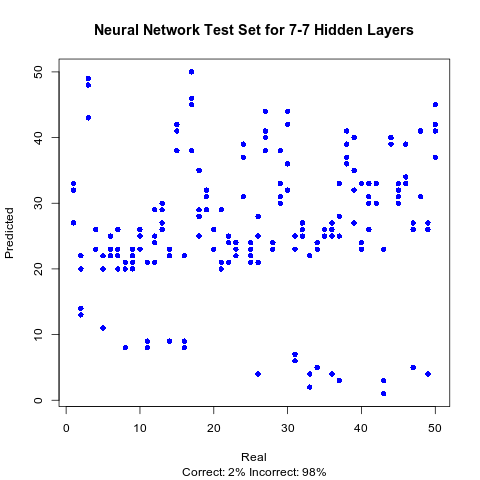 Neural Network Test Set for 7-7 Hidden Layers
50
40
30
20
10
0
Predicted
0 10 20 30 40 50
Real
Correct: 2% Incorrect: 98%